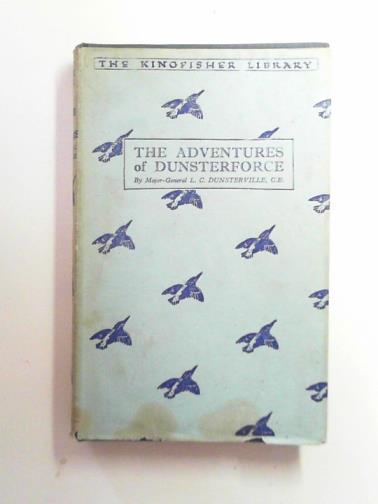 THE KINGFISHER LIBRARY
THE ADVENTURES
of DUNSTERFORCE
By Major-General L. C. DUNSTERVILLE, C.B.